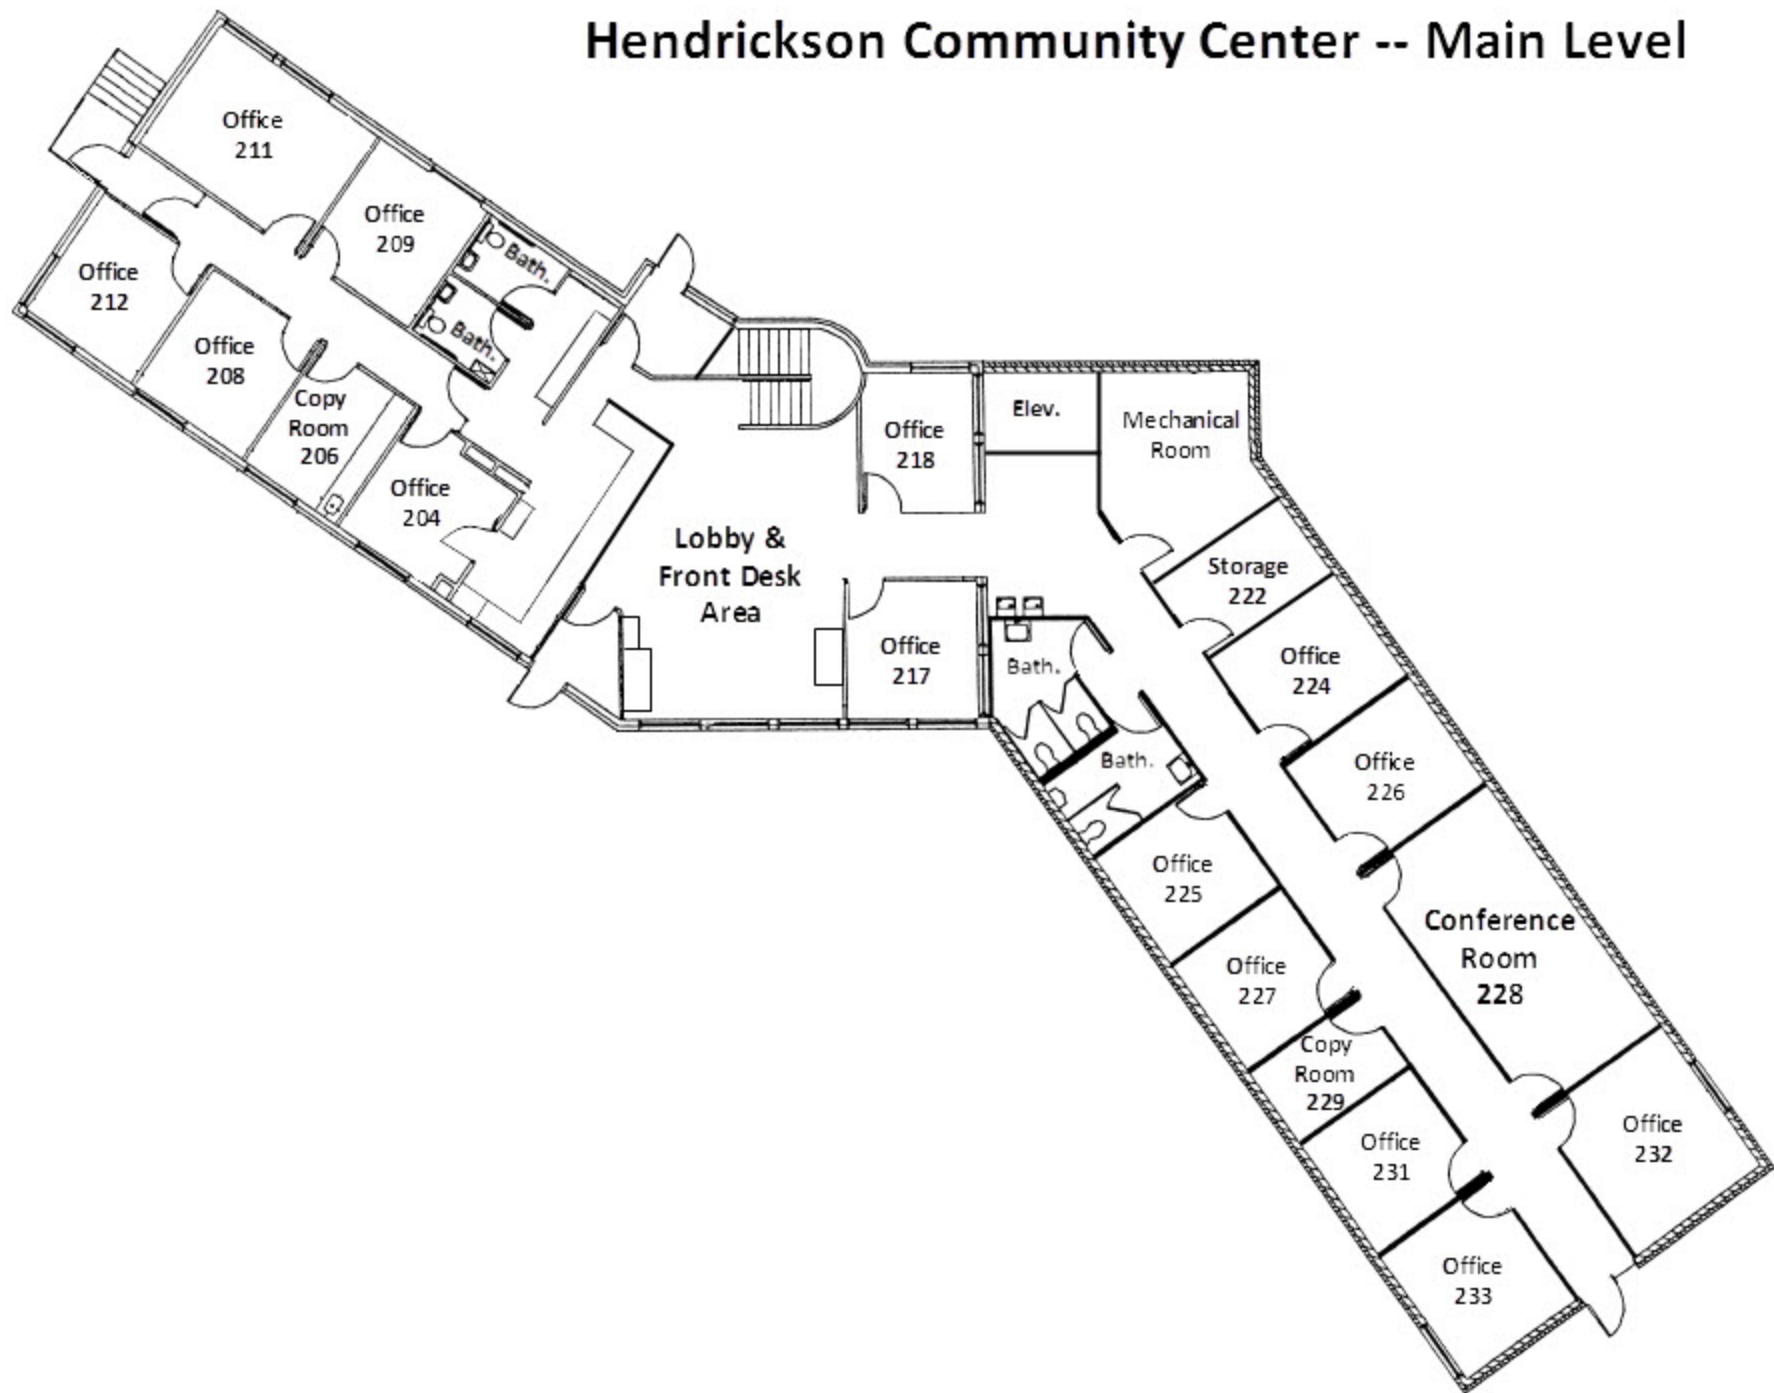 Hendrickson Community Center -- Main Level
Office
211
Office
209
Bath.
Bath.
Office
212
Office
208
Copy
Room
206
Office
204
Lobby &
Front Desk
Area
Office
218
Elev.
Mechanical
Room
Storage
222
Office
217
Bath.
Bath.
Office
224
Office
226
Office
225
Office
227
Conference
Room
228
Copy
Room
229
Office
231
Office
232
Office
233